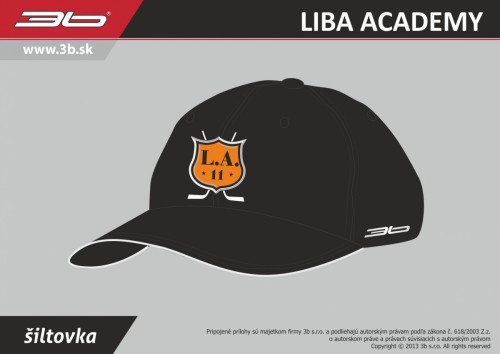 3b
LIBA ACADEMY
www.3b.sk
L.A.
11
3b
šiltovka
Pripojené prílohy sú majetkom firmy 3b s.r.o. a podliehajú autorským právam podľa zákona č. 618/2003 Z.z.
o autorskom práve a právach súvisiacich s autorským právom
Copyright © 2013 3b s.r.o. All rights reserved